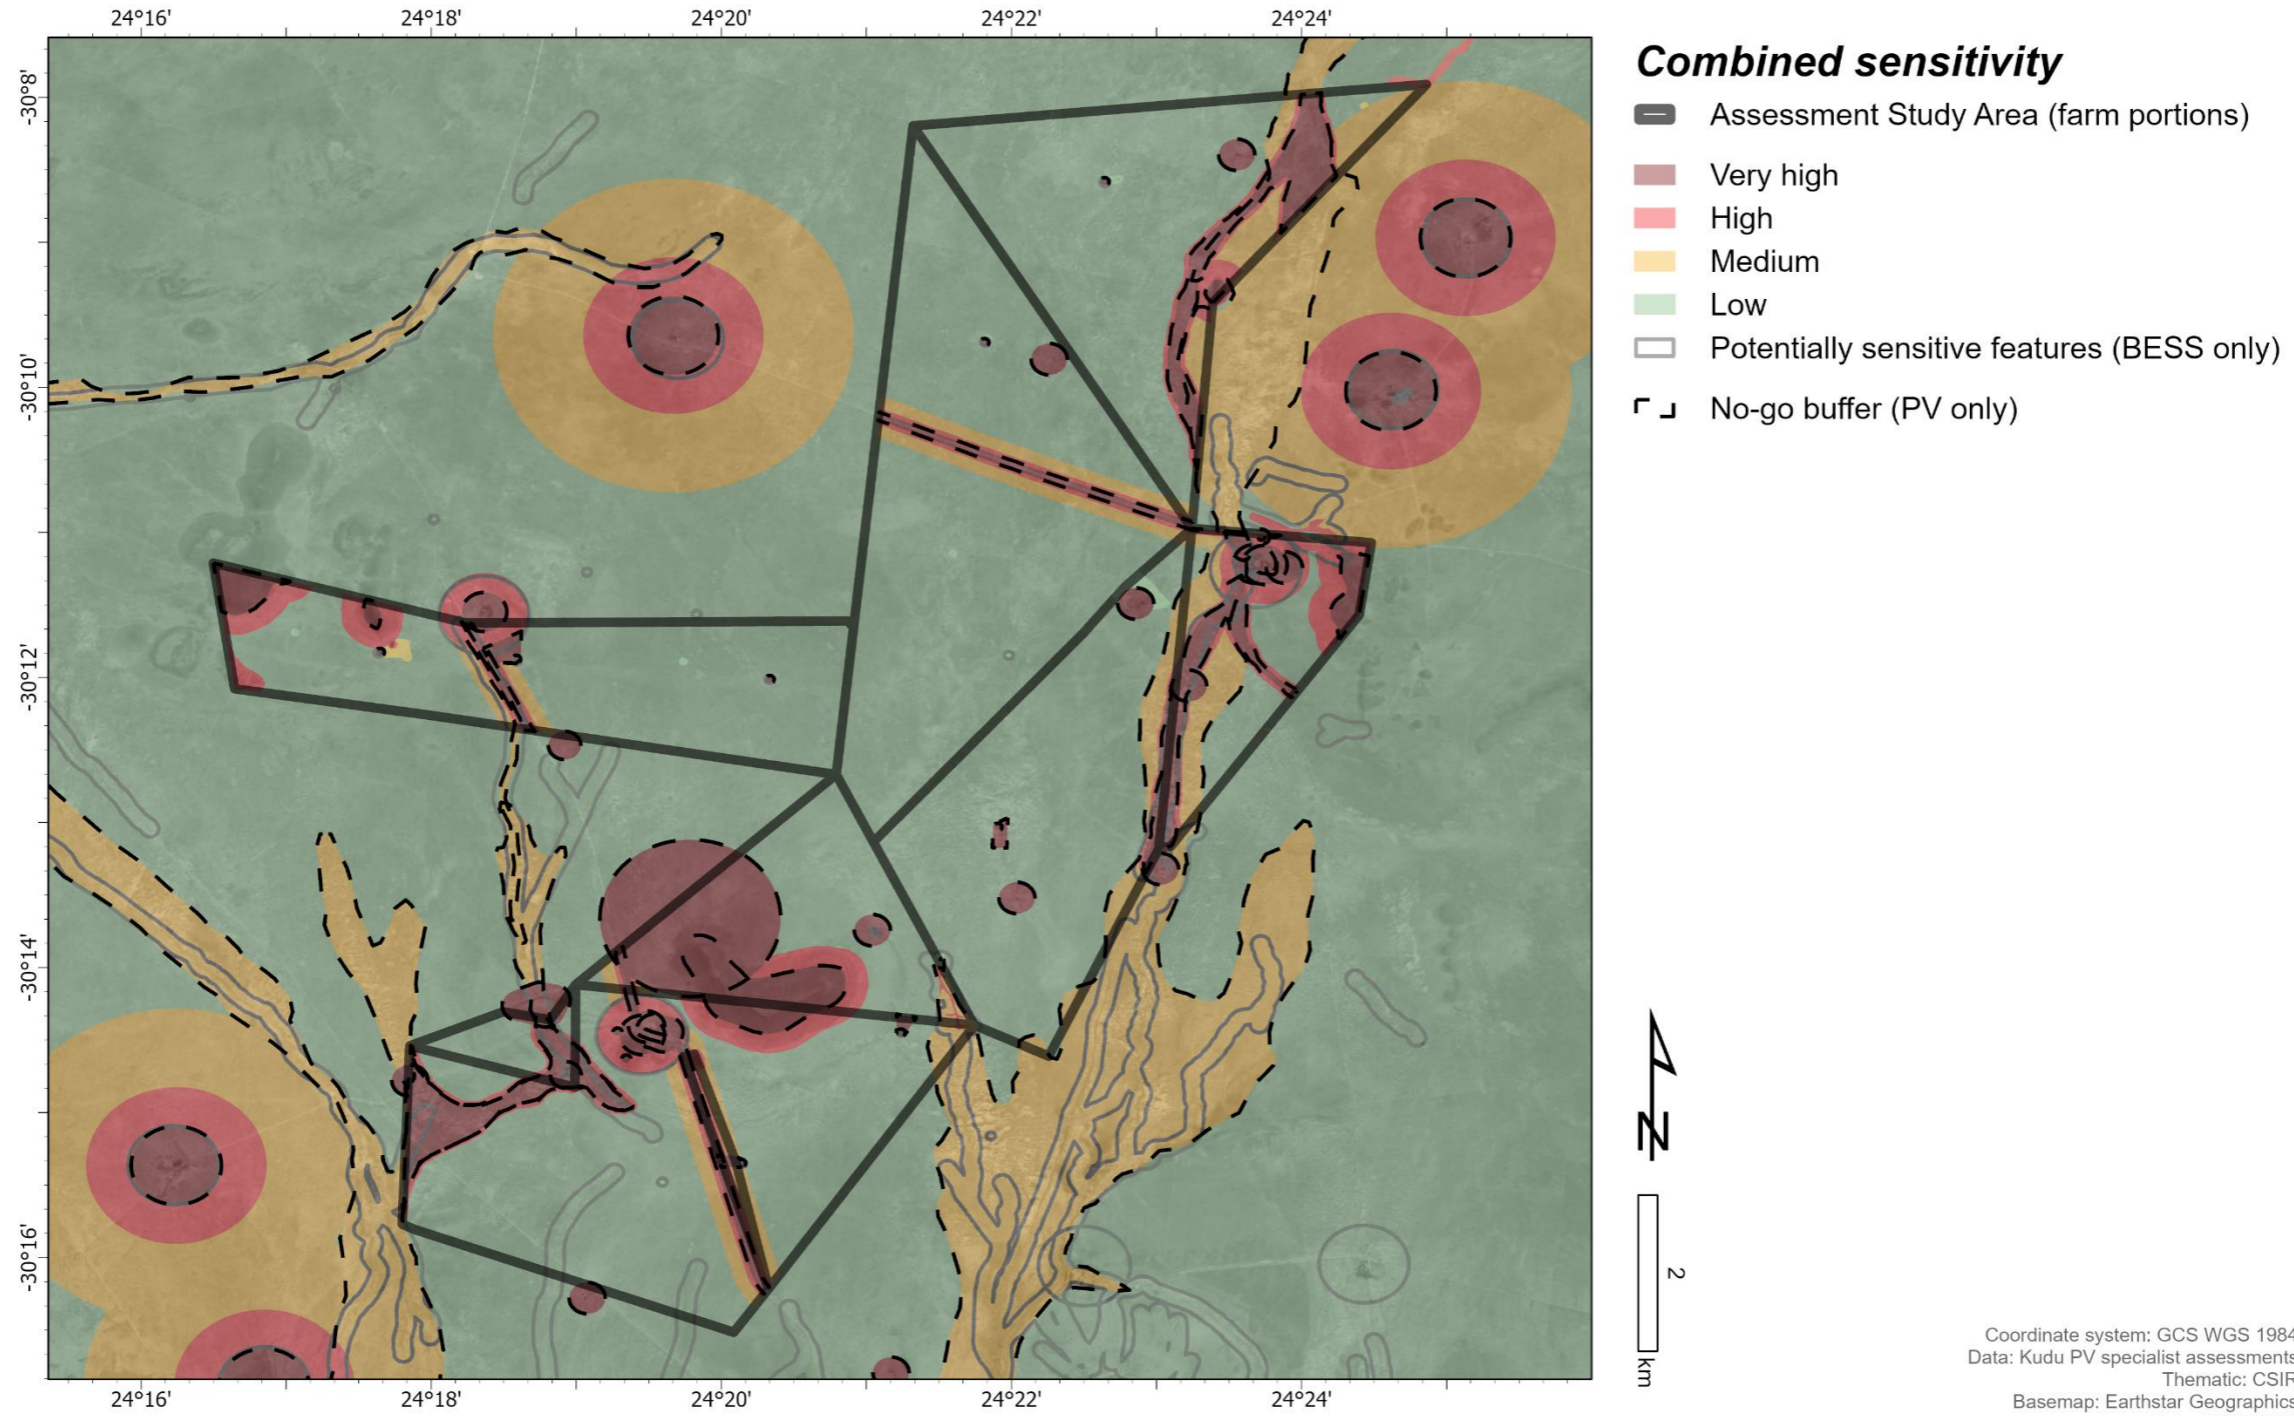 24°16' 24°18' 24°20' 24°22' 24°24'
Combined sensitivity
Assessment Study Area (farm portions)
Very high
High
Medium
Low
Potentially sensitive features (BESS only)
No-go buffer (PV only)
-30°8'
-30°10'
-30°12'
-30°14'
-30°16'
N
2
km
Coordinate system: GCS WGS 1984
Data: Kudu PV specialist assessments
Thematic: CSIR
Basemap: Earthstar Geographics
24°16' 24°18' 24°20' 24°22' 24°24'